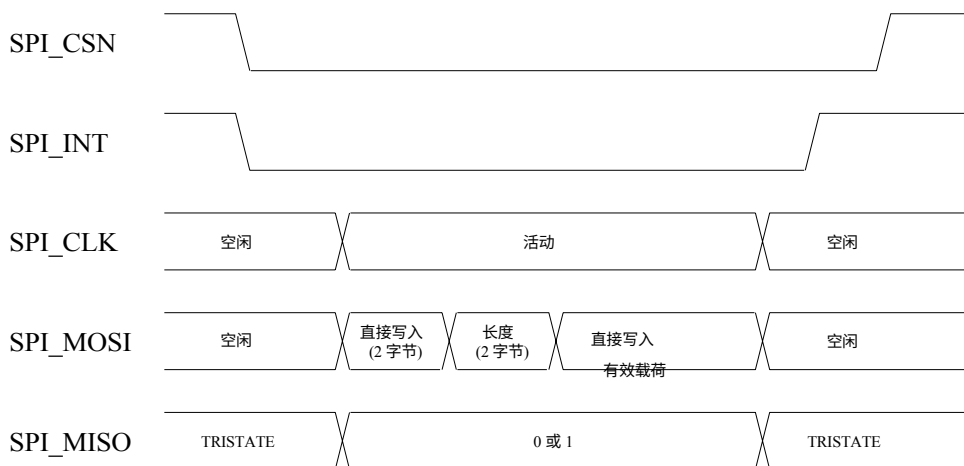 SPI_CSN
SPI_INT
SPI_CLK 空闲 活动 空闲
SPI_MOSI 空闲 直接写入 长度 直接写入 空闲
(2 字节) (2 字节) 有效载荷
SPI_MISO TRISTATE 0 或 1 TRISTATE